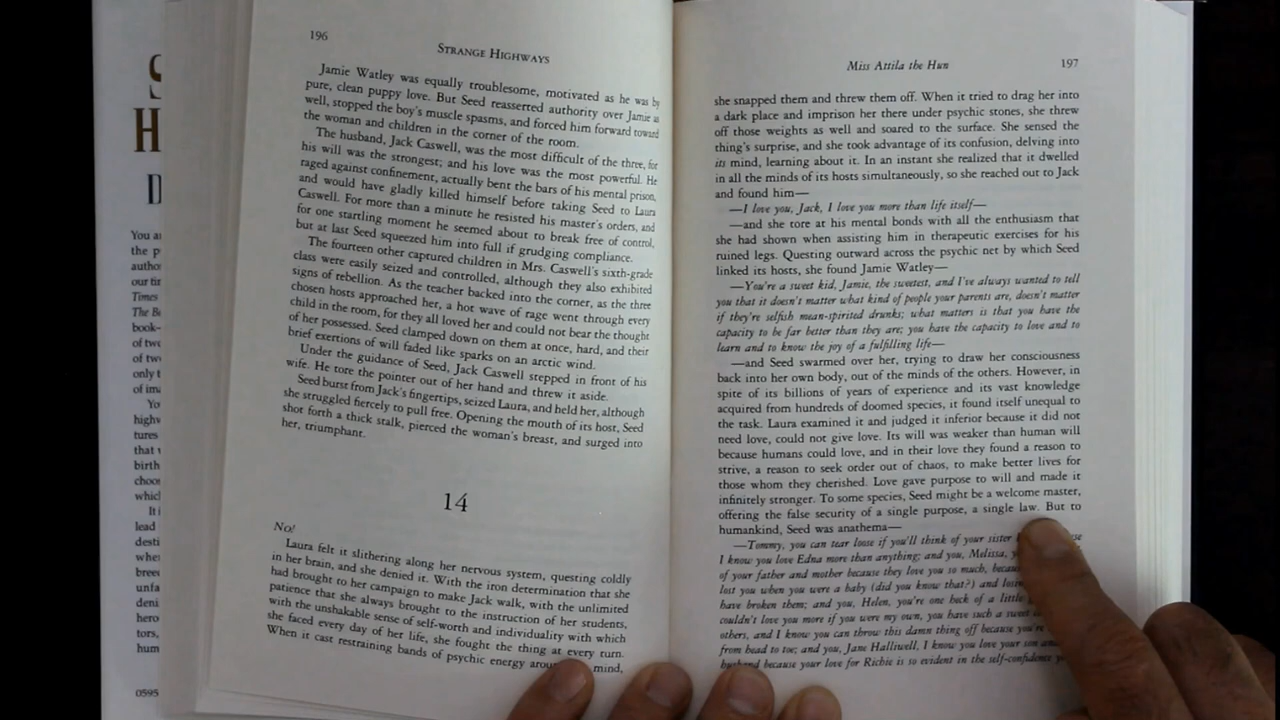 S
H
D
You a
the p
autho
our ti
Times
The Be
book-
of two
of two
only t
of ima
Yo
highw
tures
that
birth
choo
which
It i
lead
desti
whe
bree
unfa
deni
hero
tors,
hum
0595
196
STRANGE HIGHWAYS
Jamie Watley was equally troublesome, motivated as he was by
pure, clean puppy love. But Seed reasserted authority over Jamie as
well, stopped the boy's muscle spasms, and forced him forward toward
the woman and children in the corner of the room.
The husband, Jack Caswell, was the most difficult of the three, for
his will was the strongest; and his love was the most powerful. He
raged against confinement, actually bent the bars of his mental prison,
and would have gladly killed himself before taking Seed to Laura
Caswell. For more than a minute he resisted his master's orders, and
for one startling moment he seemed about to break free of control,
but at last Seed squeezed him into full if grudging compliance.
The fourteen other captured children in Mrs. Caswell's sixth-grade
class were easily seized and controlled, although they also exhibited
signs of rebellion. As the teacher backed into the corner, as the three
chosen hosts approached her, a hot wave of rage went through every
child in the room, for they all loved her and could not bear the thought
of her possessed. Seed clamped down on them at once, hard, and their
brief exertions of will faded like sparks on an arctic wind.
Under the guidance of Seed, Jack Caswell stepped in front of his
wife. He tore the pointer out of her hand and threw it aside.
Seed burst from Jack's fingertips, seized Laura, and held her, although
she struggled fiercely to pull free. Opening the mouth of its host, Seed
shot forth a thick stalk, pierced the woman's breast, and surged into
her, triumphant.
14
No!
Laura felt it slithering along her nervous system, questing coldly
in her brain, and she denied it. With the iron determination that she
had brought to her campaign to make Jack walk, with the unlimited
patience that she always brought to the instruction of her students,
with the unshakable sense of self-worth and individuality with which
she faced every day of her life, she fought the thing at every turn.
When it cast restraining bands of psychic energy arou mind,
Miss Attila the Hun
197
she snapped them and threw them off. When it tried to drag her into
a dark place and imprison her there under psychic stones, she threw
off those weights as well and soared to the surface. She sensed the
thing's surprise, and she took advantage of its confusion, delving into
its mind, learning about it. In an instant she realized that it dwelled
in all the minds of its hosts simultaneously, so she reached out to Jack
and found him—
—I love you, Jack, I love you more than life itself—
—and she tore at his mental bonds with all the enthusiasm that
she had shown when assisting him in therapeutic exercises for his
ruined legs. Questing outward across the psychic net by which Seed
linked its hosts, she found Jamie Watley—
—You're a sweet kid, Jamie, the sweetest, and I've always wanted to tell
you that it doesn't matter what kind of people your parents are, doesn't matter
if they're selfish mean-spirited drunks; what matters is that you have the
capacity to be far better than they are; you have the capacity to love and to
learn and to know the joy of a fulfilling life—
—and Seed swarmed over her, trying to draw her consciousness
back into her own body, out of the minds of the others. However, in
spite of its billions of years of experience and its vast knowledge
acquired from hundreds of doomed species, it found itself unequal to
the task. Laura examined it and judged it inferior because it did not
need love, could not give love. Its will was weaker than human will
because humans could love, and in their love they found a reason to
strive, a reason to seek order out of chaos, to make better lives for
those whom they cherished. Love gave purpose to will and made it
infinitely stronger. To some species, Seed might be a welcome master,
offering the false security of a single purpose, a single law. But to
humankind, Seed was anathema—
—Tommy, you can tear loose if you'll think of your sister
I know you love Edna more than anything; and you, Melissa,
of your father and mother because they love you so much,
lost you when you were a baby (did you know that?) and
have broken them; and you, Helen, you're one heck of a little
couldn't love you more if you were my own, you have such a sweet
others, and I know you can throw this damn thing off because you're
from head to toe; and you, Jane Halliwell, I know you love your son and
husband because your love for Richie is so evident in the self-confidence